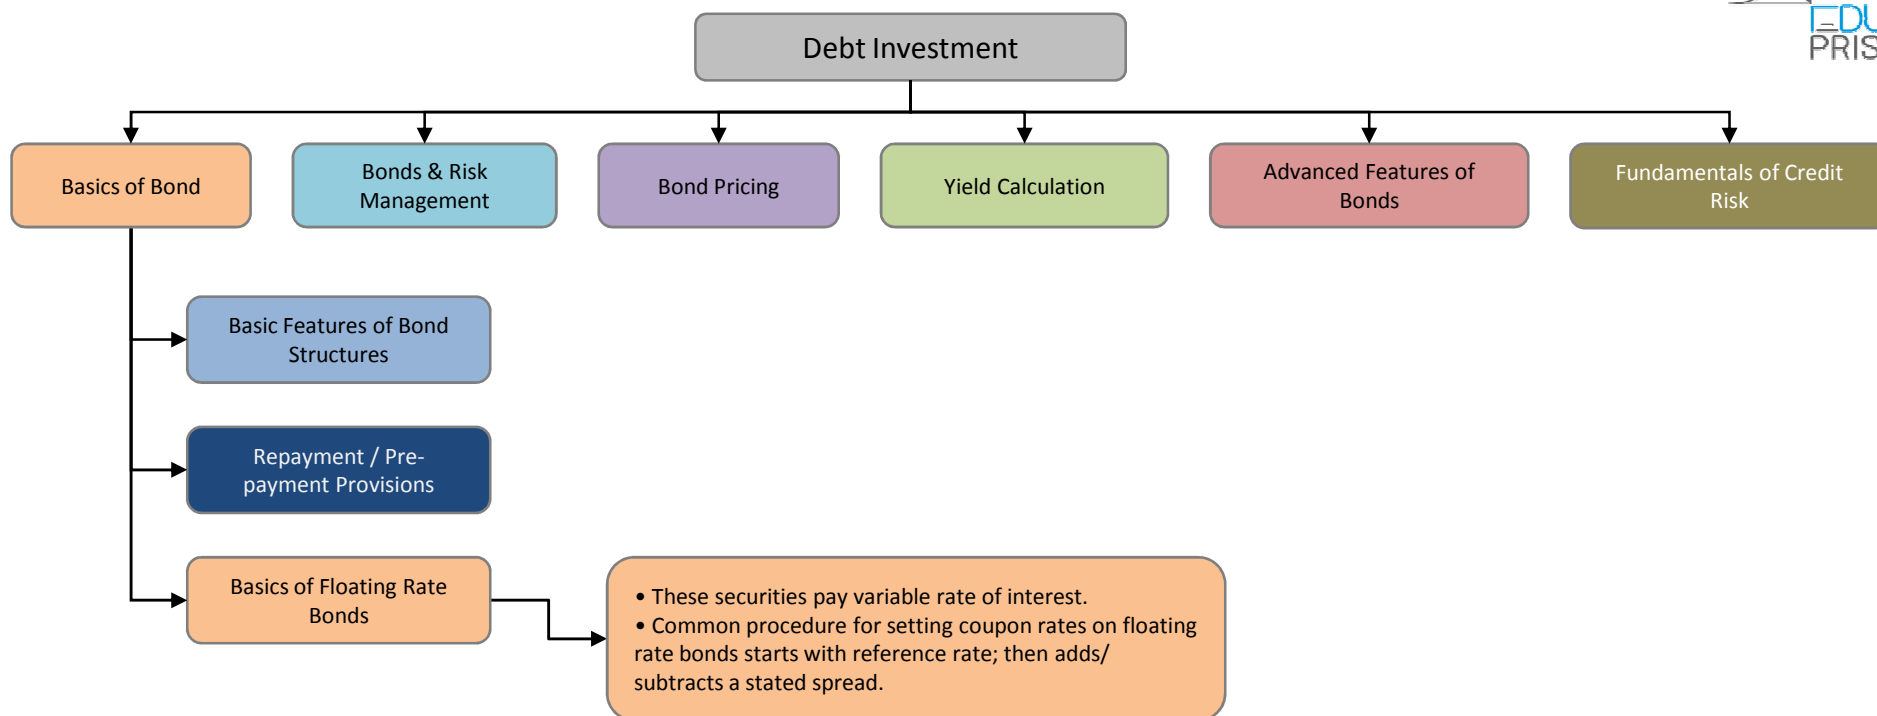 Debt Investment
EDU
PRIS
Basics of Bond
Bonds & Risk
Management
Bond Pricing
Yield Calculation
Advanced Features of
Bonds
Fundamentals of Credit
Risk
Basic Features of Bond
Structures
Repayment / Pre-
payment Provisions
Basics of Floating Rate
Bonds
• These securities pay variable rate of interest.
• Common procedure for setting coupon rates on floating
rate bonds starts with reference rate; then adds/
subtracts a stated spread.